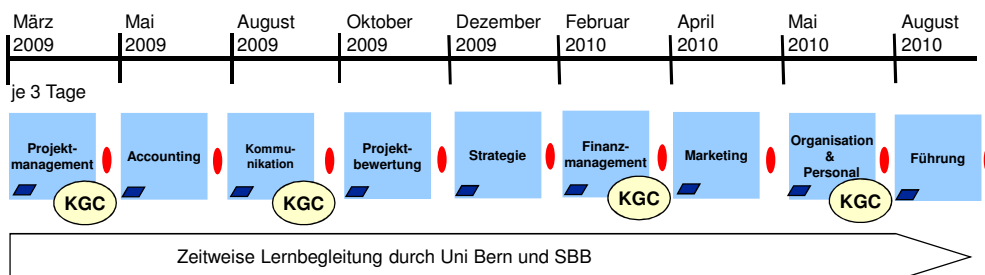 März Mai August Oktober Dezember Februar April Mai August
2009 2009 2009 2009 2009 2010 2010 2010 2010
je 3 Tage
Projekt-
management
Accounting
Kommu-
nikation
Projekt-
bewertung
Strategie
Finanz-
management
Marketing
Organisation
&
Personal
Führung
KGC
KGC
KGC
KGC
Zeitweise Lernbegleitung durch Uni Bern und SBB